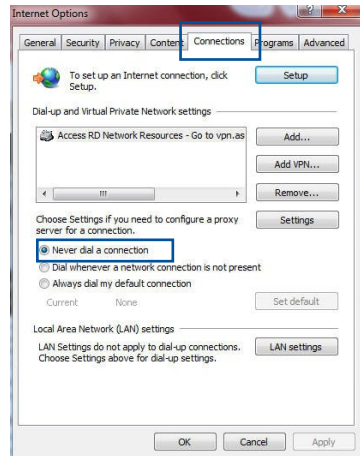 Internet Options
General Security Privacy Content Connections Programs Advanced
To set up an Internet connection, click
Setup.
Setup
Dial-up and Virtual Private Network settings
Access RD Network Resources - Go to vpn.as
Add...
Add VPN...
Remove...
Choose Settings if you need to configure a proxy
server for a connection.
Settings
Never dial a connection
Dial whenever a network connection is not present
Always dial my default connection
Current None
Set default
Local Area Network (LAN) settings
LAN Settings do not apply to dial-up connections.
Choose Settings above for dial-up settings.
LAN settings
OK Cancel Apply